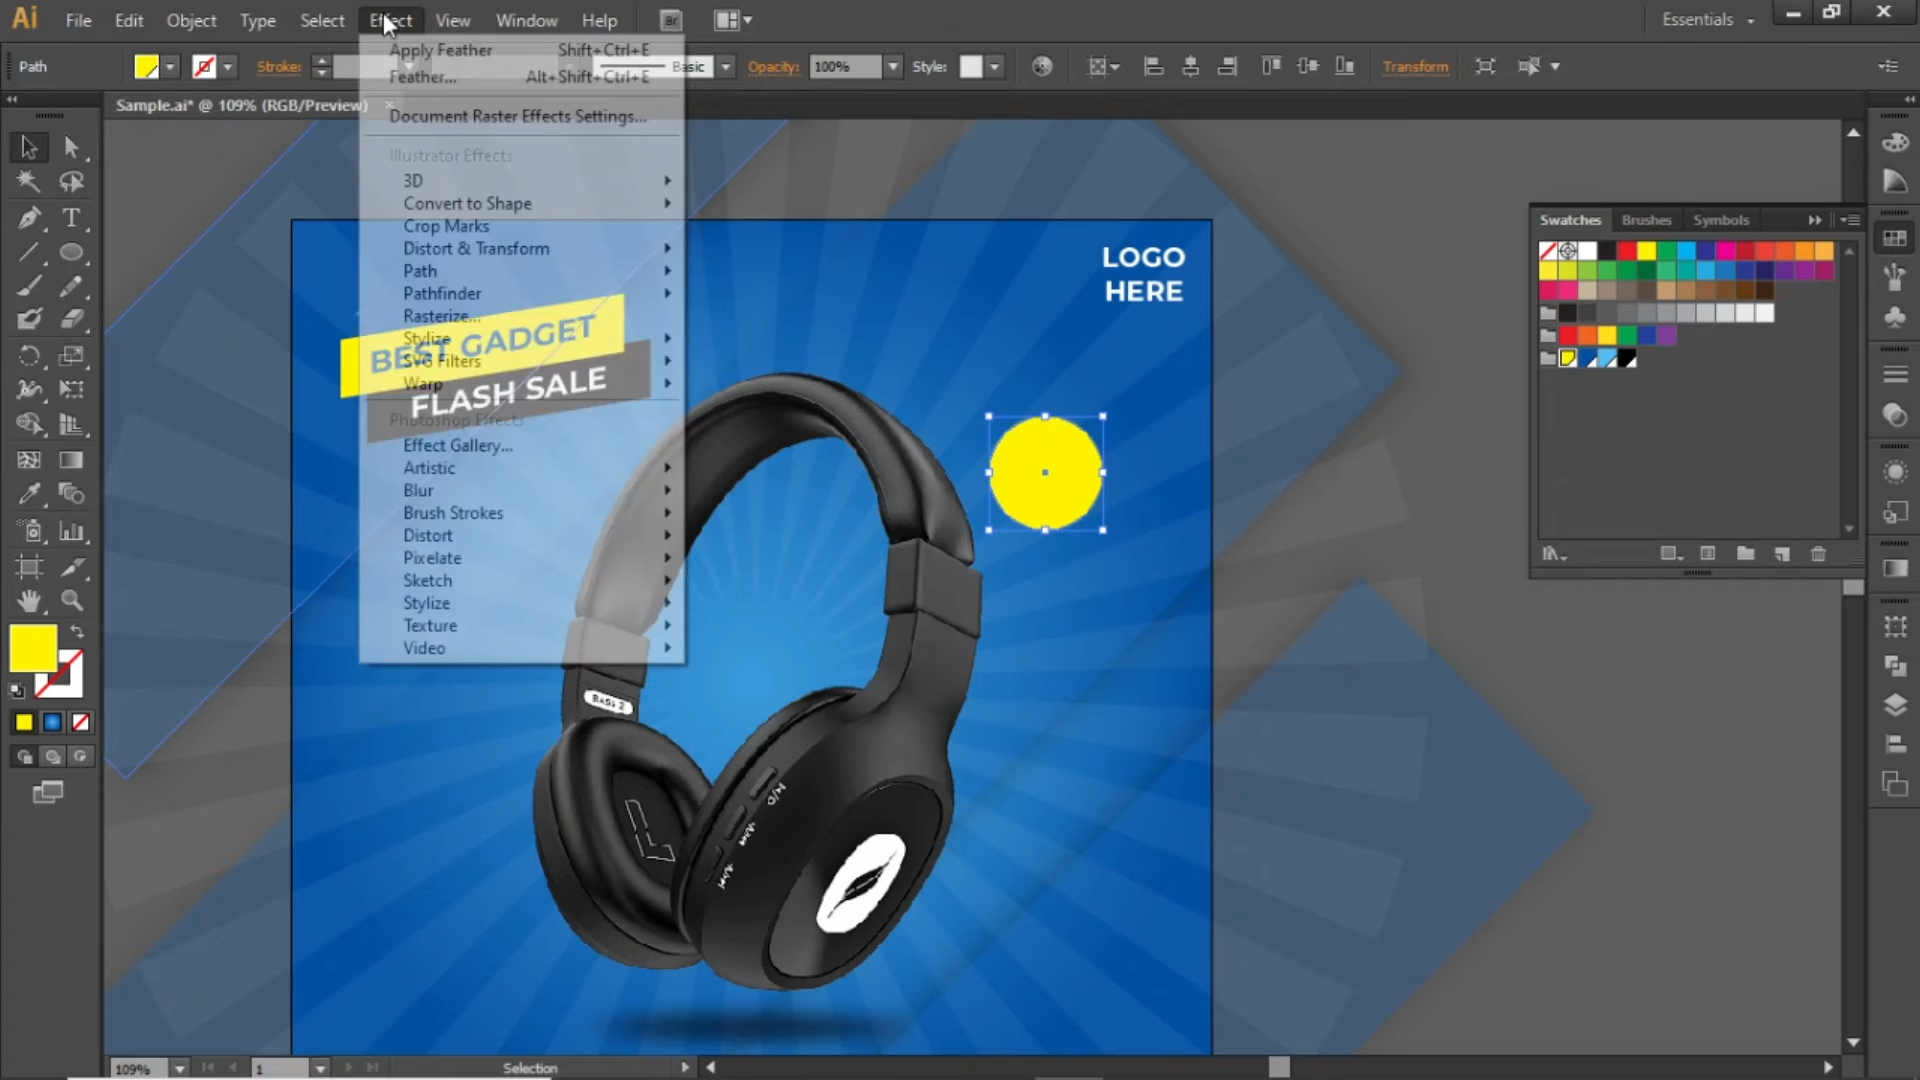 Ai File Edit Object Type Select Effect View Window Help Br Essentials
Path Stroke: Basic Opacity: 100% Style: Transform
Sample.ai* @ 109% (RGB/Preview)
Apply Feather Shift+Ctrl+E
Feather... Alt+Shift+Ctrl+E
Document Raster Effects Settings...
Illustrator Effects
3D
Convert to Shape
Crop Marks
Distort & Transform
Path
Pathfinder
Rasterize...
Stylize
SVG Filters
Warp
Photoshop Effects
Effect Gallery...
Artistic
Blur
Brush Strokes
Distort
Pixelate
Sketch
Stylize
Texture
Video
BEST GADGET
FLASH SALE
LOGO
HERE
BASS 2
Swatches Brushes Symbols
109% 1 Selection